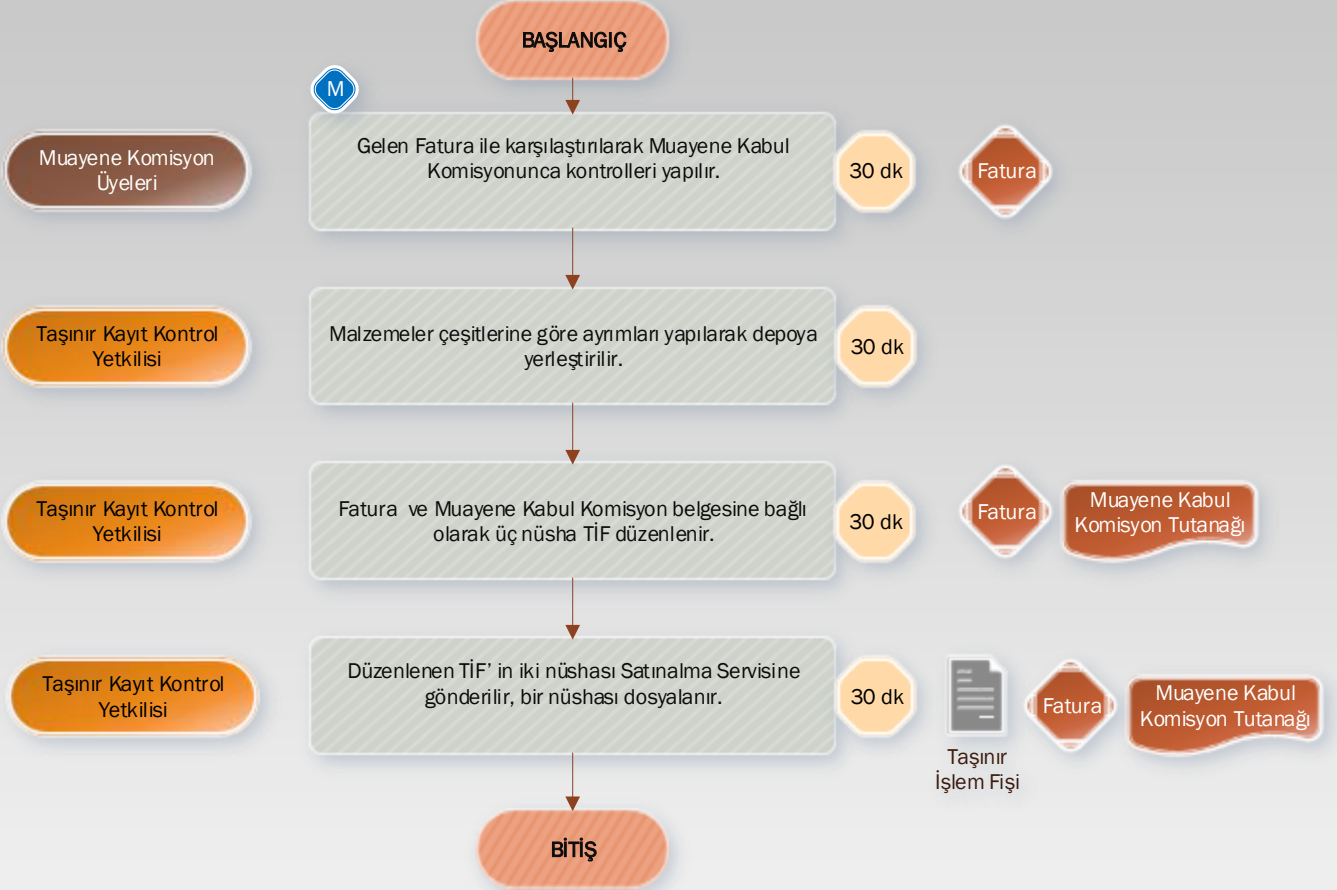 BAŞLANGIÇ
M
Muayene Komisyon
Üyeleri
Gelen Fatura ile karşılaştırılarak Muayene Kabul
Komisyonunca kontrolleri yapılır.
30 dk
Fatura
Taşınır Kayıt Kontrol
Yetkilisi
Malzemeler çeşitlerine göre ayrımları yapılarak depoya
yerleştirilir.
30 dk
Taşınır Kayıt Kontrol
Yetkilisi
Fatura ve Muayene Kabul Komisyon belgesine bağlı
olarak üç nüsha TİF düzenlenir.
30 dk
Fatura
Muayene Kabul
Komisyon Tutanağı
Taşınır Kayıt Kontrol
Yetkilisi
Düzenlenen TİF’ in iki nüshası Satınalma Servisine
gönderilir, bir nüshası dosyalanır.
30 dk
Taşınır
İşlem Fişi
Fatura
Muayene Kabul
Komisyon Tutanağı
BİTİŞ